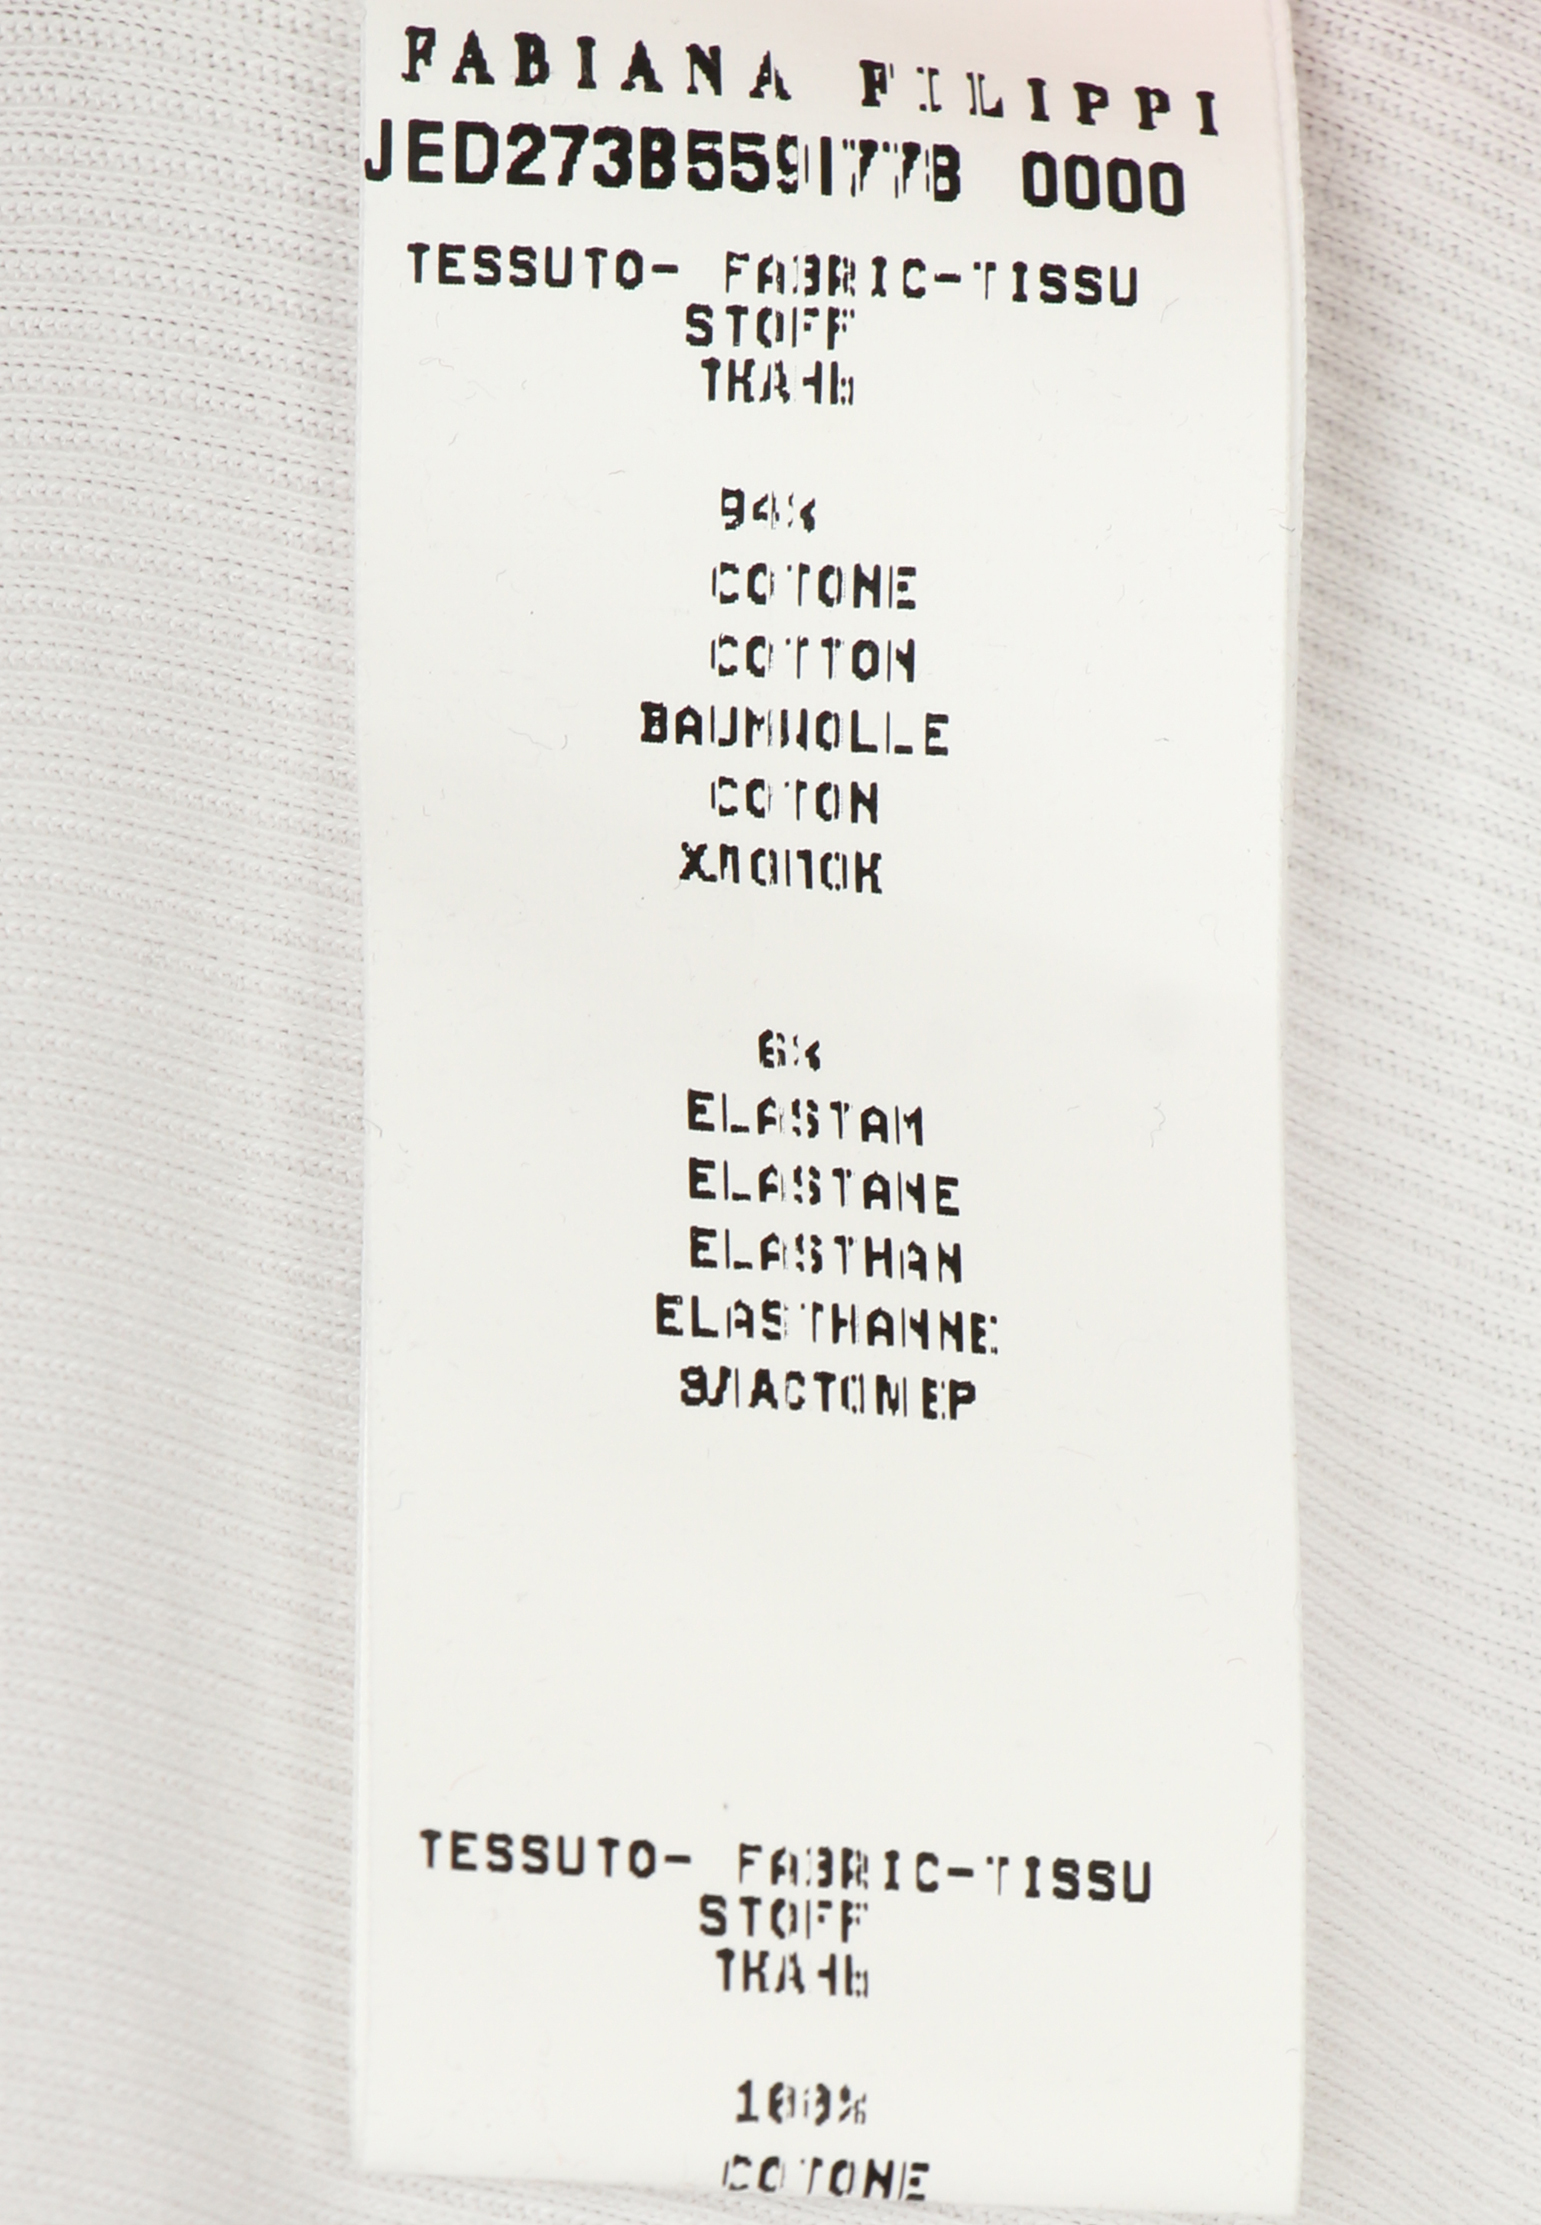 FABIANA FILIPPI
JED273B559I77B 0000
TESSUTO- FABRIC-TISSU
STOFF
ТКАНЬ
94%
COTONE
COTTON
BAUMWOLLE
COTON
ХЛОПОК
6%
ELASTAM
ELASTANE
ELASTHAN
ELASTHANNE
ЭЛАСТОМЕР
TESSUTO- FABRIC-TISSU
STOFF
ТКАНЬ
100%
COTONE